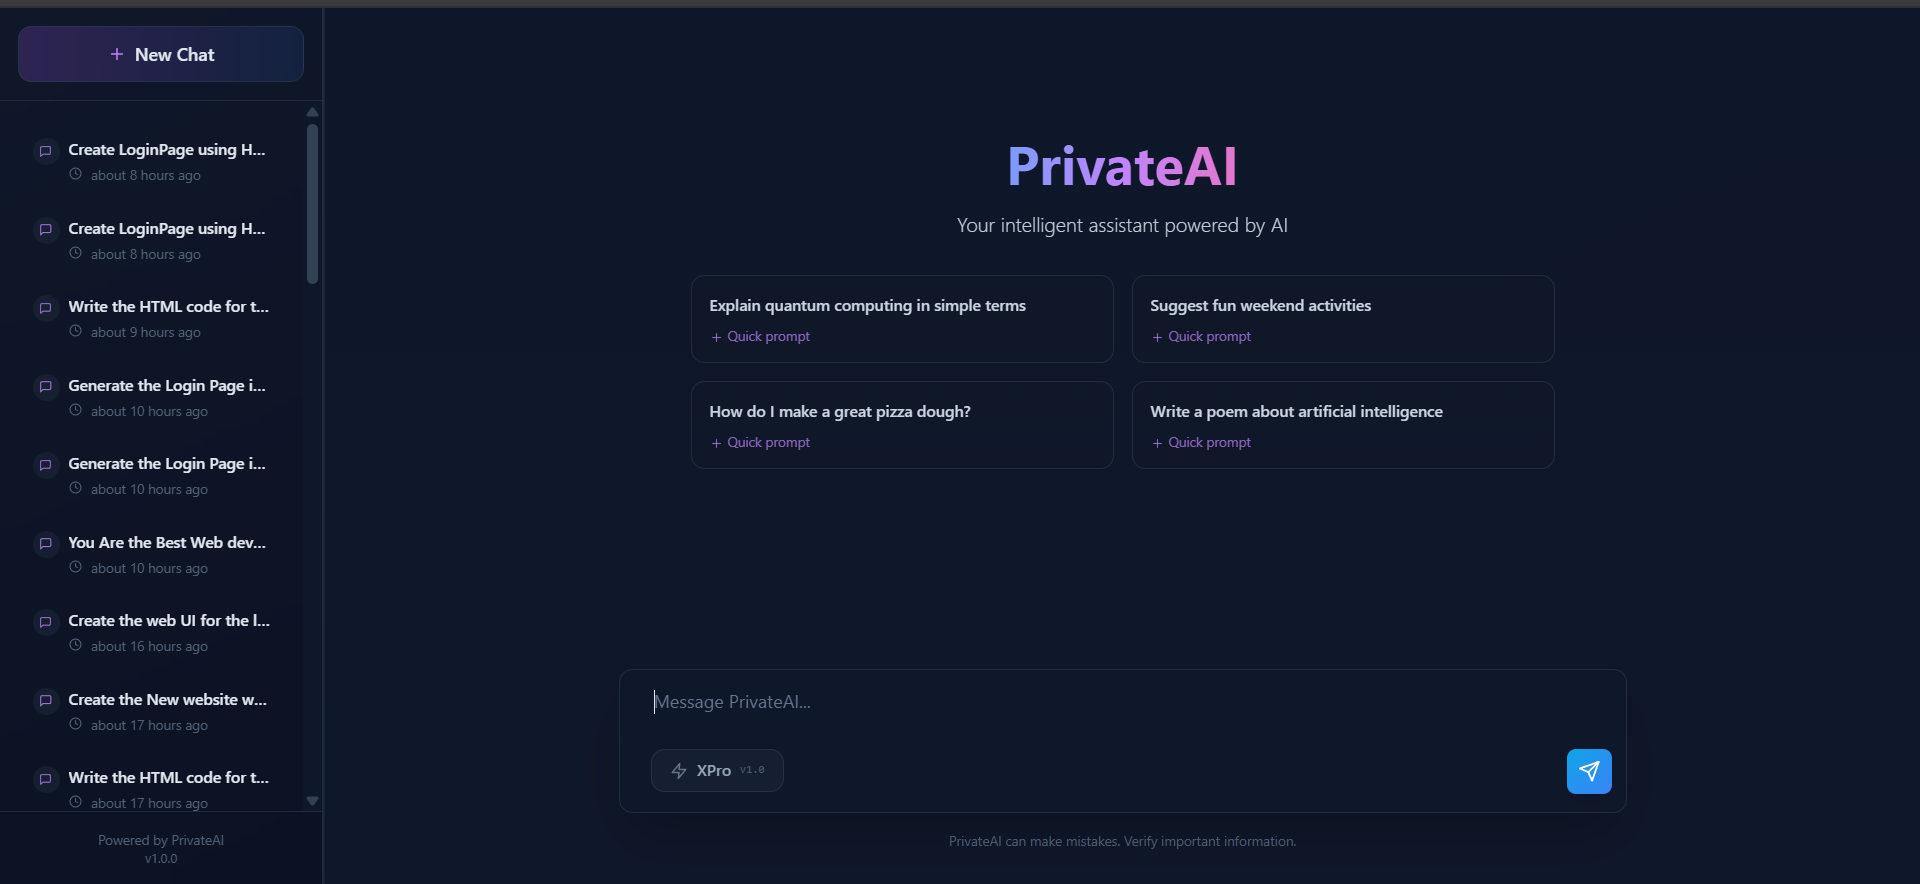 New Chat
Create LoginPage using H...
about 8 hours ago
Create LoginPage using H...
about 8 hours ago
Write the HTML code for t...
about 9 hours ago
Generate the Login Page i...
about 10 hours ago
Generate the Login Page i...
about 10 hours ago
You Are the Best Web dev...
about 10 hours ago
Create the web UI for the l...
about 16 hours ago
Create the New website w...
about 17 hours ago
Write the HTML code for t...
about 17 hours ago
Powered by PrivateAI
v1.0.0
PrivateAI
Your intelligent assistant powered by AI
Explain quantum computing in simple terms
+ Quick prompt
Suggest fun weekend activities
+ Quick prompt
How do I make a great pizza dough?
+ Quick prompt
Write a poem about artificial intelligence
+ Quick prompt
Message PrivateAI...
XPro v1.0
PrivateAI can make mistakes. Verify important information.